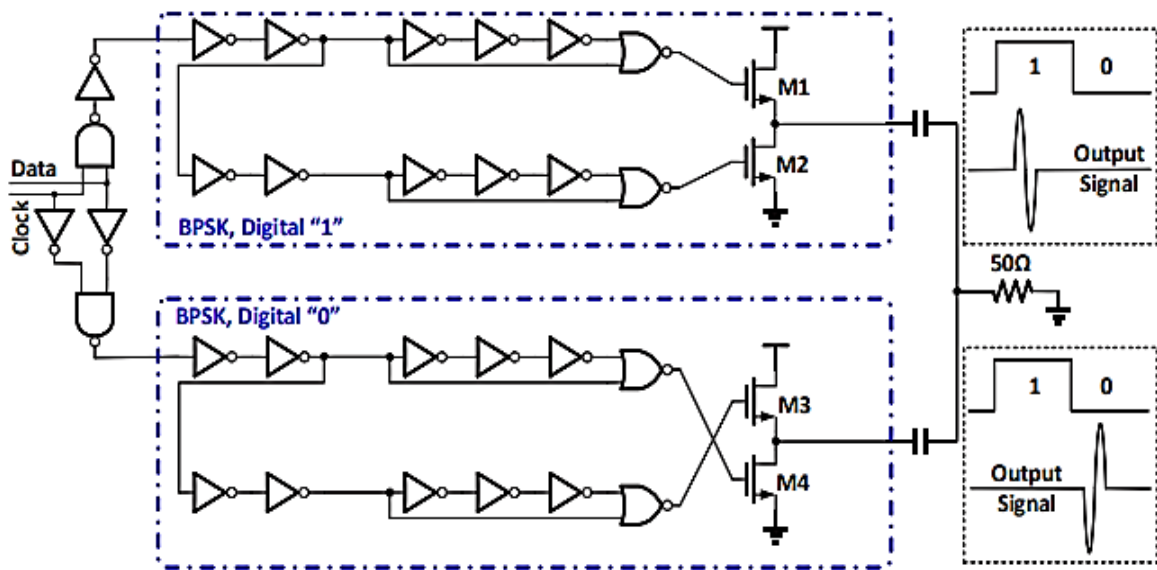 Data
Clock
BPSK, Digital “1”
M1
M2
1 0
Output
Signal
50Ω
BPSK, Digital “0”
M3
M4
1 0
Output
Signal